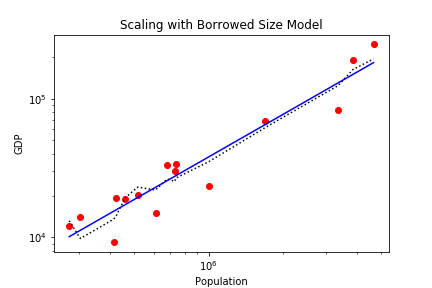 Scaling with Borrowed Size Model
10⁵
10⁴
GDP
10⁶
Population